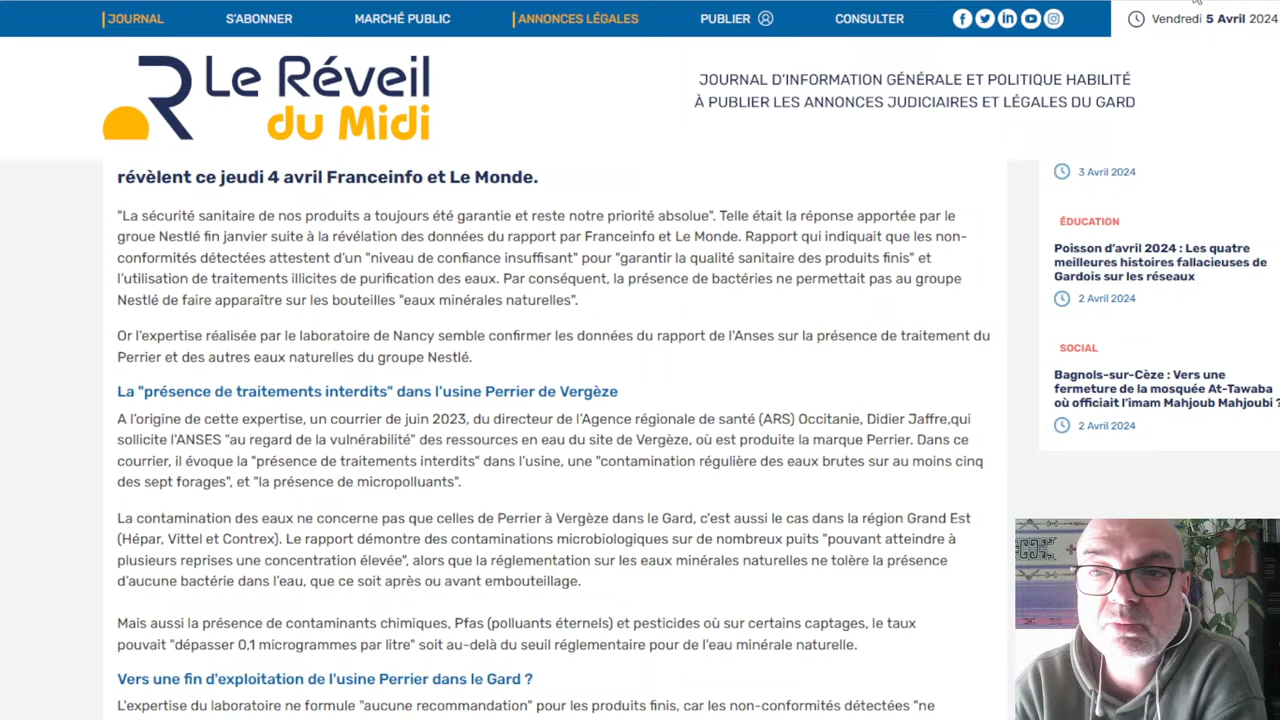 JOURNAL
S'ABONNER
MARCHÉ PUBLIC
ANNONCES LÉGALES
PUBLIER
CONSULTER
Vendredi 5 Avril 2024
Le Réveil
du Midi
JOURNAL D'INFORMATION GÉNÉRALE ET POLITIQUE HABILITÉ
À PUBLIER LES ANNONCES JUDICIAIRES ET LÉGALES DU GARD
révèlent ce jeudi 4 avril Franceinfo et Le Monde.
"La sécurité sanitaire de nos produits a toujours été garantie et reste notre priorité absolue". Telle était la réponse apportée par le
groue Nestlé fin janvier suite à la révélation des données du rapport par Franceinfo et Le Monde. Rapport qui indiquait que les non-
conformités détectées attestent d'un "niveau de confiance insuffisant" pour "garantir la qualité sanitaire des produits finis" et
l'utilisation de traitements illicites de purification des eaux. Par conséquent, la présence de bactéries ne permettait pas au groupe
Nestlé de faire apparaître sur les bouteilles "eaux minérales naturelles".
Or l'expertise réalisée par le laboratoire de Nancy semble confirmer les données du rapport de l'Anses sur la présence de traitement du
Perrier et des autres eaux naturelles du groupe Nestlé.
La "présence de traitements interdits" dans l'usine Perrier de Vergèze
A l'origine de cette expertise, un courrier de juin 2023, du directeur de l'Agence régionale de santé (ARS) Occitanie, Didier Jaffre,qui
sollicite l'ANSES "au regard de la vulnérabilité" des ressources en eau du site de Vergèze, où est produite la marque Perrier. Dans ce
courrier, il évoque la "présence de traitements interdits" dans l'usine, une "contamination régulière des eaux brutes sur au moins cinq
des sept forages", et "la présence de micropolluants".
La contamination des eaux ne concerne pas que celles de Perrier à Vergèze dans le Gard, c'est aussi le cas dans la région Grand Est
(Hépar, Vittel et Contrex). Le rapport démontre des contaminations microbiologiques sur de nombreux puits "pouvant atteindre à
plusieurs reprises une concentration élevée", alors que la réglementation sur les eaux minérales naturelles ne tolère la présence
d'aucune bactérie dans l'eau, que ce soit après ou avant embouteillage.
Mais aussi la présence de contaminants chimiques, Pfas (polluants éternels) et pesticides où sur certains captages, le taux
pouvait "dépasser 0,1 microgrammes par litre" soit au-delà du seuil réglementaire pour de l'eau minérale naturelle.
Vers une fin d'exploitation de l'usine Perrier dans le Gard ?
L'expertise du laboratoire ne formule "aucune recommandation" pour les produits finis, car les non-conformités détectées "ne
3 Avril 2024
ÉDUCATION
Poisson d'avril 2024 : Les quatre
meilleures histoires fallacieuses de
Gardois sur les réseaux
2 Avril 2024
SOCIAL
Bagnols-sur-Cèze : Vers une
fermeture de la mosquée At-Tawaba
où officiait l'imam Mahjoub Mahjoubi ?
2 Avril 2024